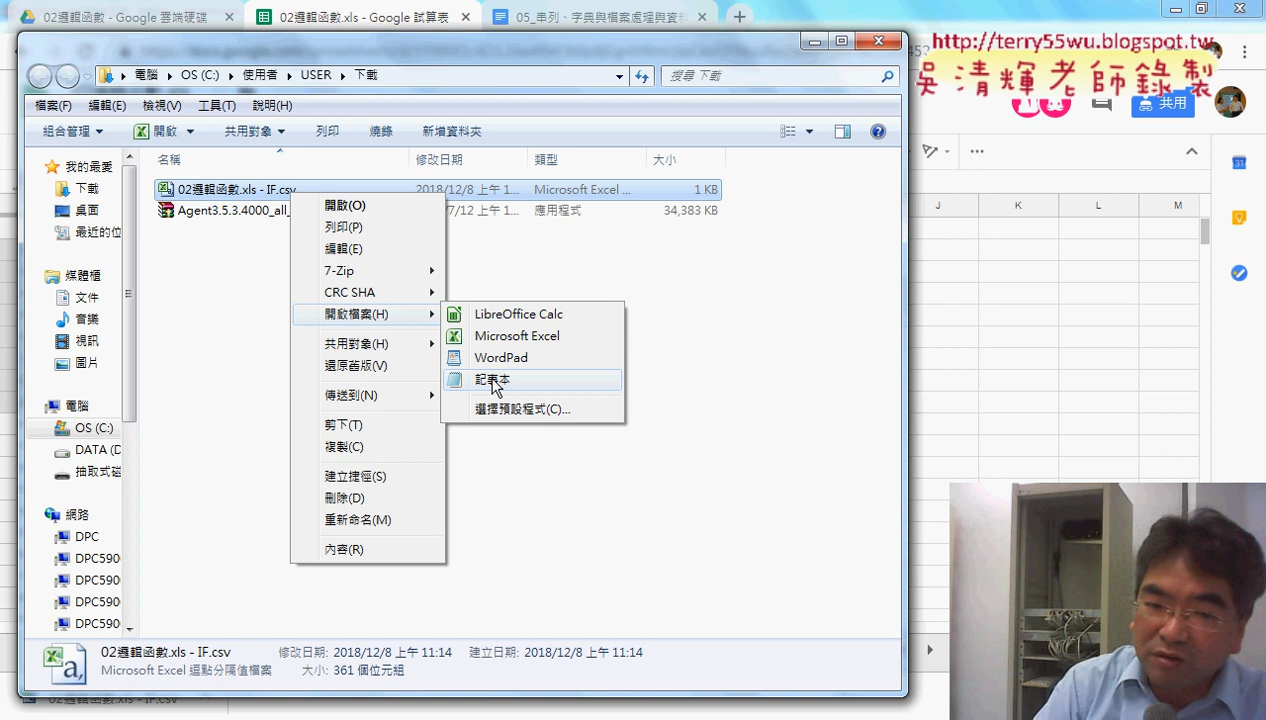 02邏輯函數 - Google 雲端硬碟
02邏輯函數.xls - Google 試算表
05_串列、字典與檔案處理與資
http://terry55wu.blogspot.tw
吳清輝老師錄製
電腦 ▸ OS (C:) ▸ 使用者 ▸ USER ▸ 下載
搜尋 下載
共用
檔案(F) 編輯(E) 檢視(V) 工具(T) 說明(H)
組合管理 開啟 共用對象 列印 燒錄 新增資料夾
名稱 修改日期 類型 大小
我的最愛
下載
桌面
最近的位
媒體櫃
文件
音樂
視訊
圖片
電腦
OS (C:)
DATA (D
抽取式磁
網路
DPC
DPC590
DPC590
DPC590
DPC590
02邏輯函數.xls - IF.csv 2018/12/8 上午 1... Microsoft Excel ... 1 KB
Agent3.5.3.4000_all_ /7/12 上午 1... 應用程式 34,383 KB
開啟(O)
列印(P)
編輯(E)
7-Zip
CRC SHA
開啟檔案(H)
共用對象(H)
還原舊版(V)
傳送到(N)
剪下(T)
複製(C)
建立捷徑(S)
刪除(D)
重新命名(M)
內容(R)
LibreOffice Calc
Microsoft Excel
WordPad
記事本
選擇預設程式(C)...
J K L M
31
02邏輯函數.xls - IF.csv 修改日期: 2018/12/8 上午 11:14 建立日期: 2018/12/8 上午 11:14
Microsoft Excel 逗點分隔值檔案 大小: 361 個位元組
02邏輯函數.xls - IF.csv